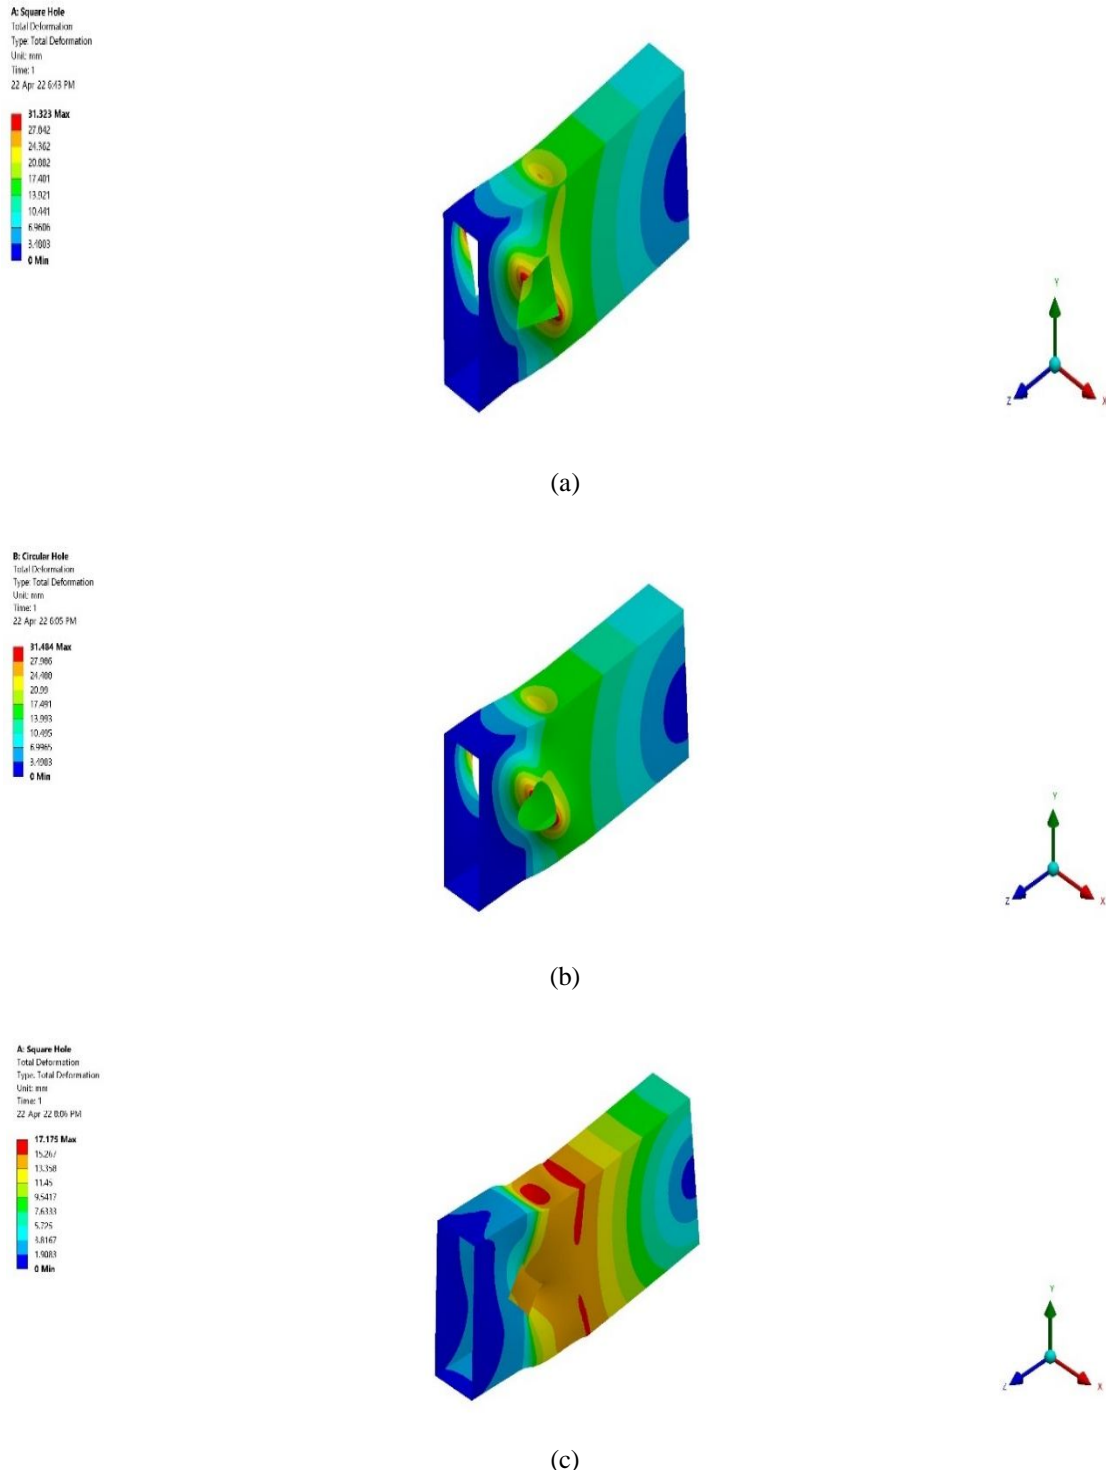 A: Square Hole
Total Deformation
Type: Total Deformation
Unit: mm
Time: 1
22 Apr 22 6:43 PM
31.323 Max
27.842
24.362
20.882
17.401
13.921
10.441
6.9606
3.4803
0 Min
Y
Z
X
(a)
B: Circular Hole
Total Deformation
Type: Total Deformation
Unit: mm
Time: 1
22 Apr 22 6:05 PM
31.484 Max
27.986
24.488
20.99
17.491
13.993
10.495
6.9965
3.4983
0 Min
Y
Z
X
(b)
A: Square Hole
Total Deformation
Type: Total Deformation
Unit: mm
Time: 1
22 Apr 22 8:06 PM
17.175 Max
15.267
13.358
11.45
9.5417
7.6333
5.725
3.8167
1.9083
0 Min
Y
Z
X
(c)